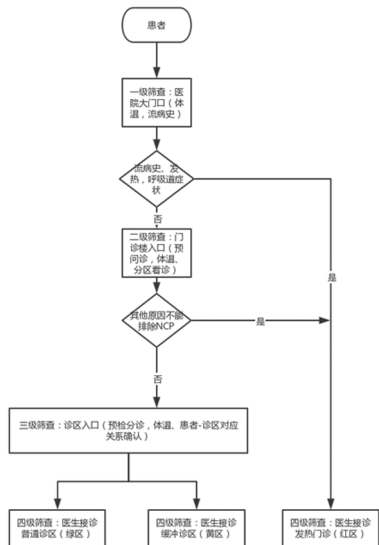 患者
一级筛查：医
院大门口（体
温，流病史）
流病史、发
热，呼吸道症
状
否
是
二级筛查：门
诊楼入口（预
问诊，体温、
分区看诊）
其他原因不能
排除NCP
是
否
三级筛查：诊区入口（预检分诊，体温、患者-诊区对应
关系确认）
四级筛查：医生接诊
普通诊区（绿区）
四级筛查：医生接诊
缓冲诊区（黄区）
四级筛查：医生接诊
发热门诊（红区）